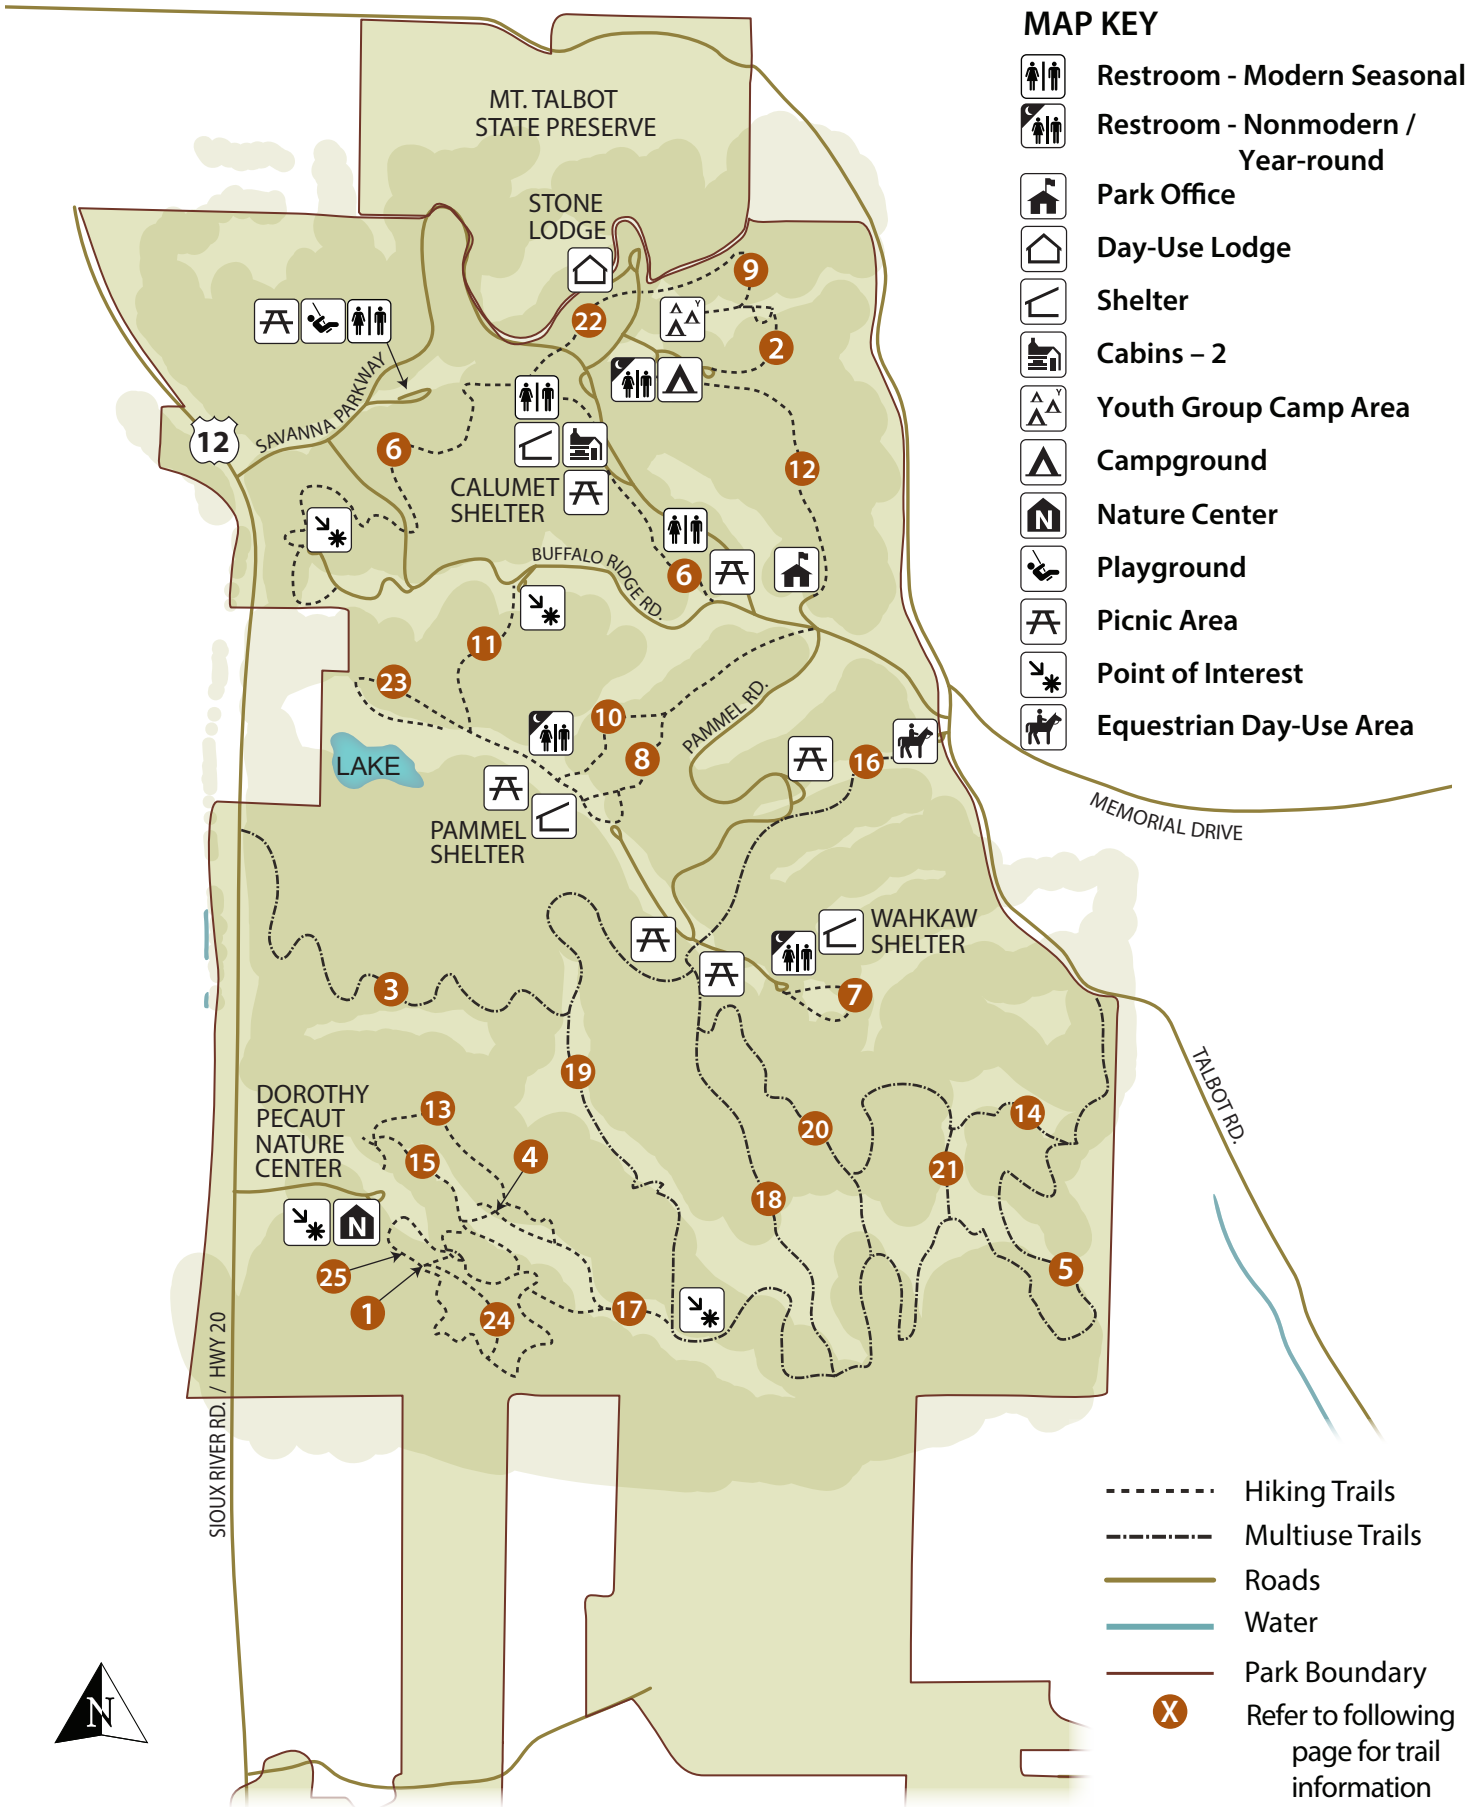 MAP KEY
Restroom - Modern Seasonal
Restroom - Nonmodern /
Year-round
Park Office
Day-Use Lodge
Shelter
Cabins – 2
Youth Group Camp Area
Campground
Nature Center
Playground
Picnic Area
Point of Interest
Equestrian Day-Use Area
MT. TALBOT
STATE PRESERVE
STONE
LODGE
9
22
Y
2
SAVANNA PARKWAY
12
6
12
CALUMET
SHELTER
BUFFALO RIDGE RD.
6
11
23
10
PAMMEL RD.
8
16
LAKE
MEMORIAL DRIVE
PAMMEL
SHELTER
WAHKAW
SHELTER
3
7
19
TALBOT RD.
DOROTHY
PECAUT
NATURE
CENTER
13
14
20
15
4
21
18
N
25
5
1
24
17
SIOUX RIVER RD. / HWY 20
Hiking Trails
Multiuse Trails
Roads
Water
Park Boundary
X
Refer to following
page for trail
information
N
Y
N